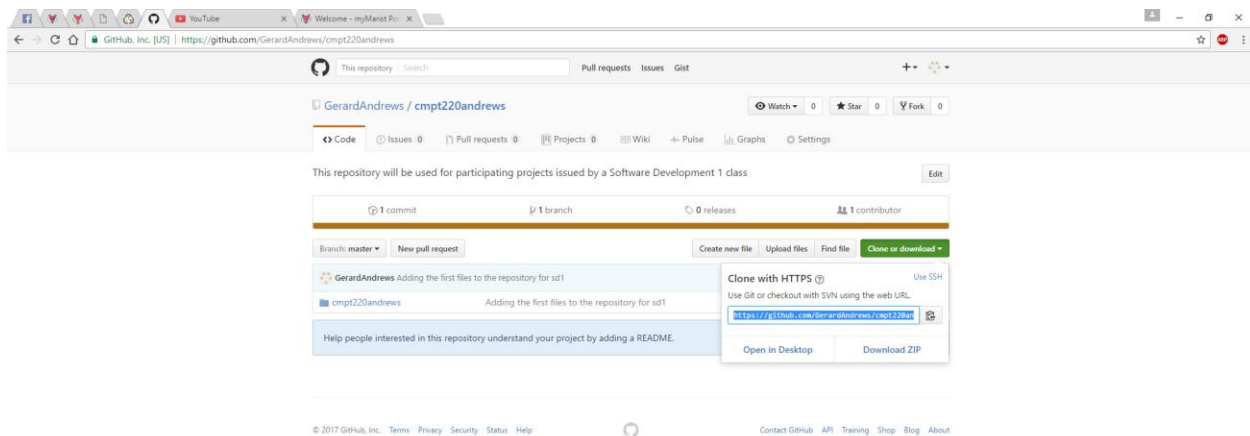 YouTube
Welcome - myMarist Po
GitHub, Inc. [US] | https://github.com/GerardAndrews/cmpt220andrews
ABP
This repository Search Pull requests Issues Gist
GerardAndrews / cmpt220andrews Watch 0 Star 0 Fork 0
Code Issues 0 Pull requests 0 Projects 0 Wiki Pulse Graphs Settings
This repository will be used for participating projects issued by a Software Development 1 class Edit
1 commit 1 branch 0 releases 1 contributor
Branch: master New pull request Create new file Upload files Find file Clone or download
GerardAndrews Adding the first files to the repository for sd1
cmpt220andrews Adding the first files to the repository for sd1
Help people interested in this repository understand your project by adding a README.
Clone with HTTPS Use SSH
Use Git or checkout with SVN using the web URL.
https://github.com/GerardAndrews/cmpt220an
Open in Desktop Download ZIP
© 2017 GitHub, Inc. Terms Privacy Security Status Help Contact GitHub API Training Shop Blog About